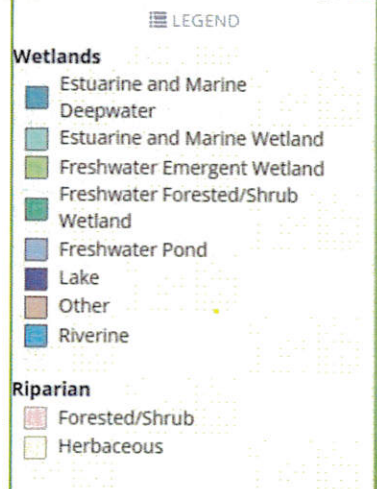 LEGEND
Wetlands
Estuarine and Marine
Deepwater
Estuarine and Marine Wetland
Freshwater Emergent Wetland
Freshwater Forested/Shrub
Wetland
Freshwater Pond
Lake
Other
Riverine
Riparian
Forested/Shrub
Herbaceous